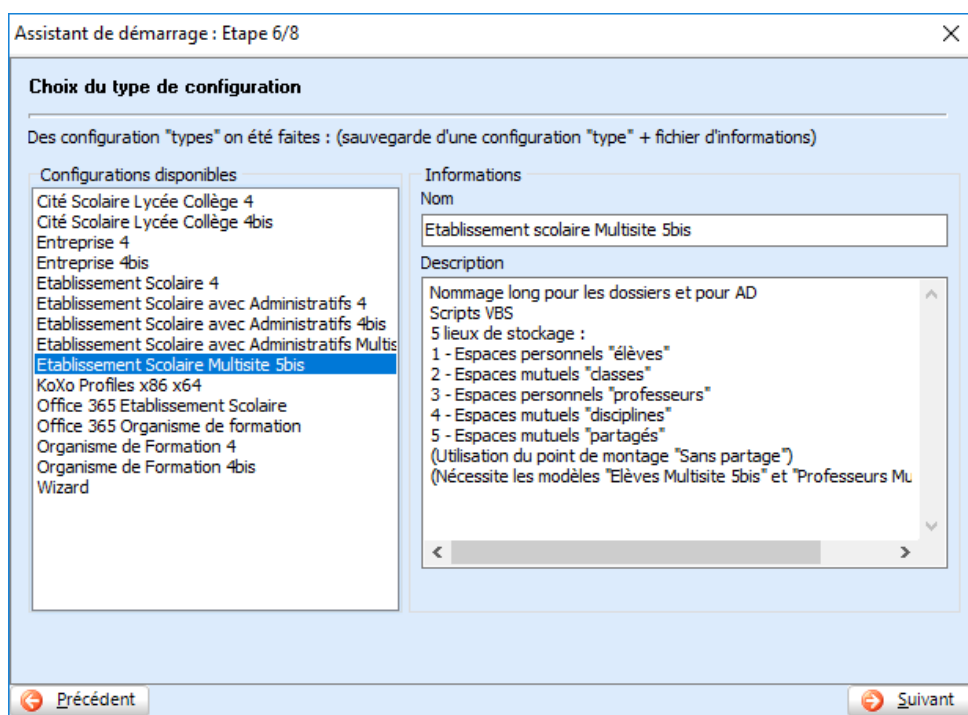 Assistant de démarrage : Etape 6/8
Choix du type de configuration
Des configuration "types" on été faites : (sauvegarde d'une configuration "type" + fichier d'informations)
Configurations disponibles
Cité Scolaire Lycée Collège 4
Cité Scolaire Lycée Collège 4bis
Entreprise 4
Entreprise 4bis
Etablissement Scolaire 4
Etablissement Scolaire avec Administratifs 4
Etablissement Scolaire avec Administratifs 4bis
Etablissement Scolaire avec Administratifs Multis
Etablissement Scolaire Multisite 5bis
KoXo Profiles x86 x64
Office 365 Etablissement Scolaire
Office 365 Organisme de formation
Organisme de Formation 4
Organisme de Formation 4bis
Wizard
Informations
Nom
Etablissement scolaire Multisite 5bis
Description
Nommage long pour les dossiers et pour AD
Scripts VBS
5 lieux de stockage :
1 - Espaces personnels "élèves"
2 - Espaces mutuels "classes"
3 - Espaces personnels "professeurs"
4 - Espaces mutuels "disciplines"
5 - Espaces mutuels "partagés"
(Utilisation du point de montage "Sans partage")
(Nécessite les modèles "Elèves Multisite 5bis" et "Professeurs Mu
Précédent
Suivant